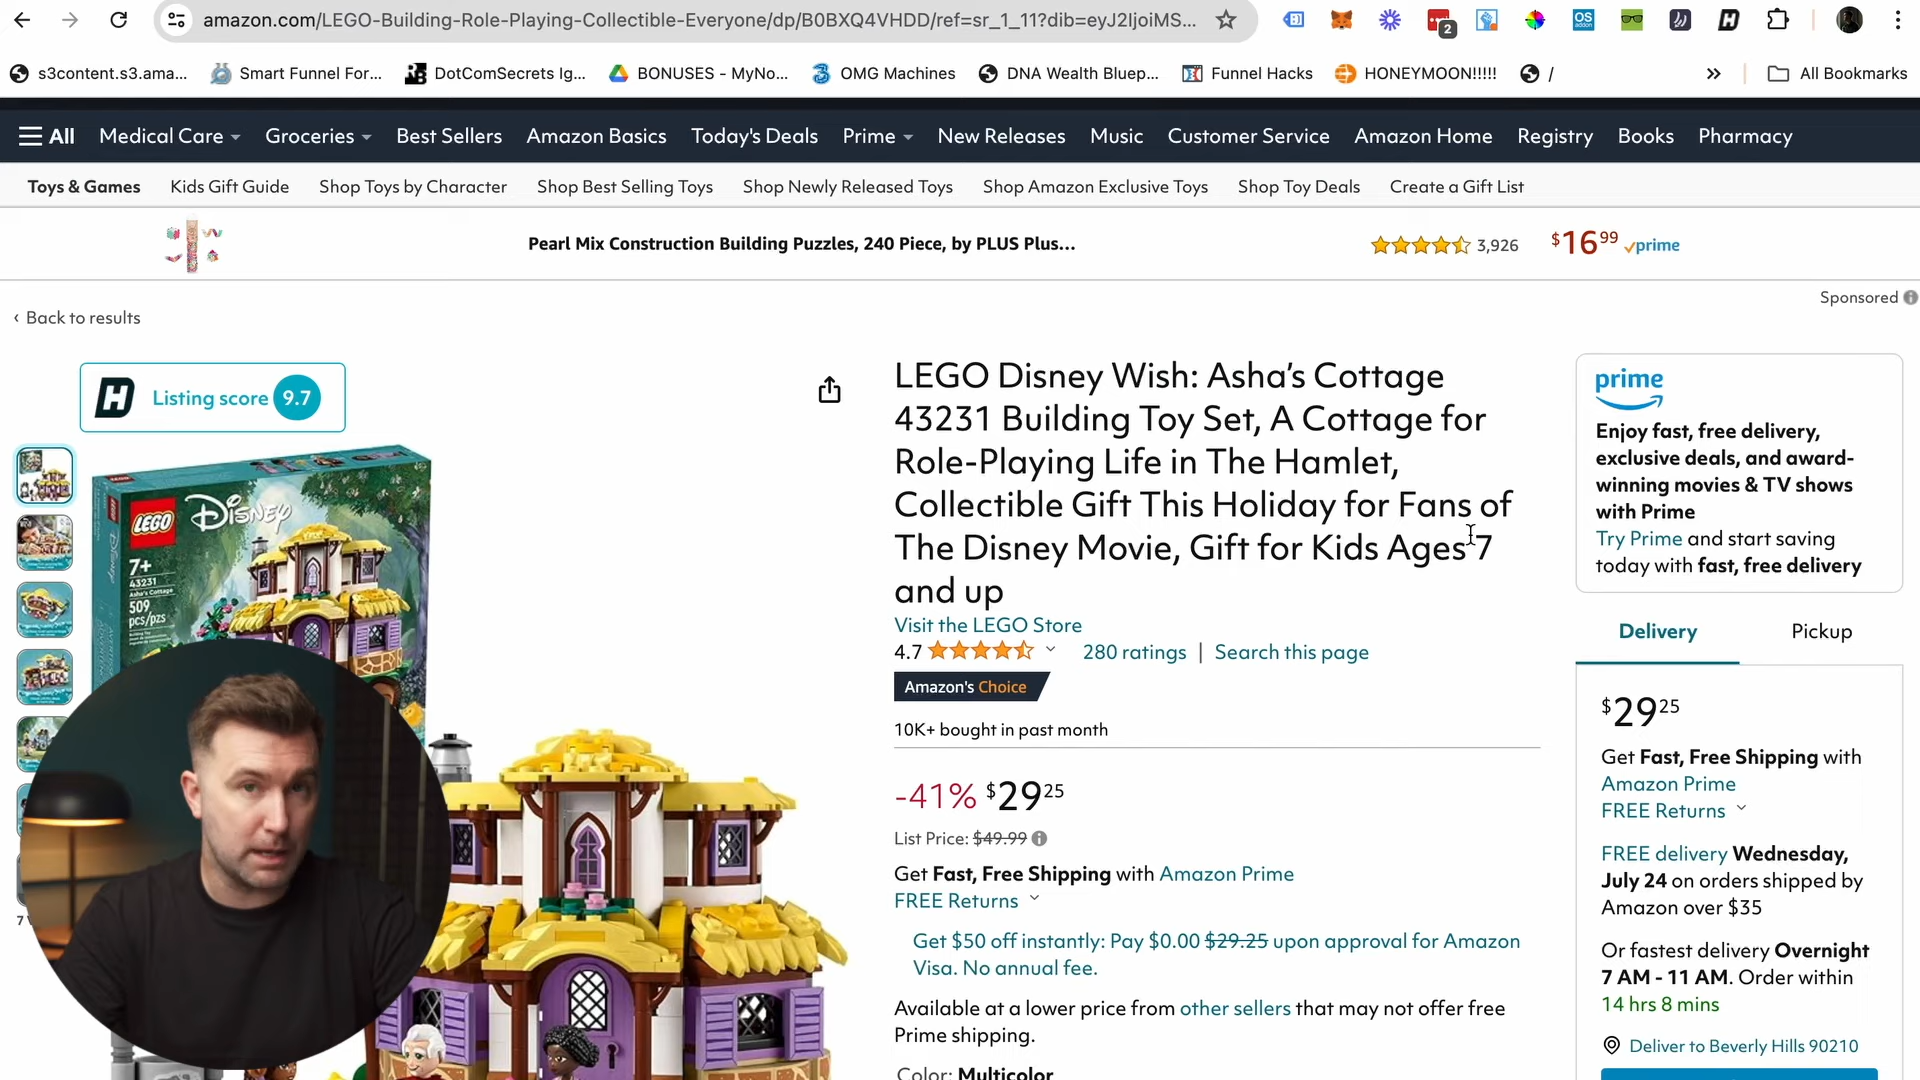 amazon.com/LEGO-Building-Role-Playing-Collectible-Everyone/dp/B0BXQ4VHDD/ref=sr_1_11?dib=eyJ2IjoiMS...
2
OS
addon
s3content.s3.ama...
Smart Funnel For...
DotComSecrets Ig...
BONUSES - MyNo...
OMG Machines
DNA Wealth Bluep...
Funnel Hacks
HONEYMOON!!!!!
/
»
All Bookmarks
All
Medical Care
Groceries
Best Sellers
Amazon Basics
Today's Deals
Prime
New Releases
Music
Customer Service
Amazon Home
Registry
Books
Pharmacy
Toys & Games
Kids Gift Guide
Shop Toys by Character
Shop Best Selling Toys
Shop Newly Released Toys
Shop Amazon Exclusive Toys
Shop Toy Deals
Create a Gift List
Pearl Mix Construction Building Puzzles, 240 Piece, by PLUS Plus...
3,926
$16 99
prime
Sponsored
‹ Back to results
H Listing score 9.7
LEGO Disney
7+
43231
Asha's Cottage
509
pcs/pzs
LEGO Disney Wish: Asha’s Cottage
43231 Building Toy Set, A Cottage for
Role-Playing Life in The Hamlet,
Collectible Gift This Holiday for Fans of
The Disney Movie, Gift for Kids Ages 7
and up
Visit the LEGO Store
4.7
280 ratings | Search this page
Amazon's Choice
10K+ bought in past month
-41% $29 25
List Price: $49.99
Get Fast, Free Shipping with Amazon Prime
FREE Returns
Get $50 off instantly: Pay $0.00 $29.25 upon approval for Amazon
Visa. No annual fee.
Available at a lower price from other sellers that may not offer free
Prime shipping.
Color: Multicolor
prime
Enjoy fast, free delivery,
exclusive deals, and award-
winning movies & TV shows
with Prime
Try Prime and start saving
today with fast, free delivery
Delivery
Pickup
$29 25
Get Fast, Free Shipping with
Amazon Prime
FREE Returns
FREE delivery Wednesday,
July 24 on orders shipped by
Amazon over $35
Or fastest delivery Overnight
7 AM - 11 AM. Order within
14 hrs 8 mins
Deliver to Beverly Hills 90210